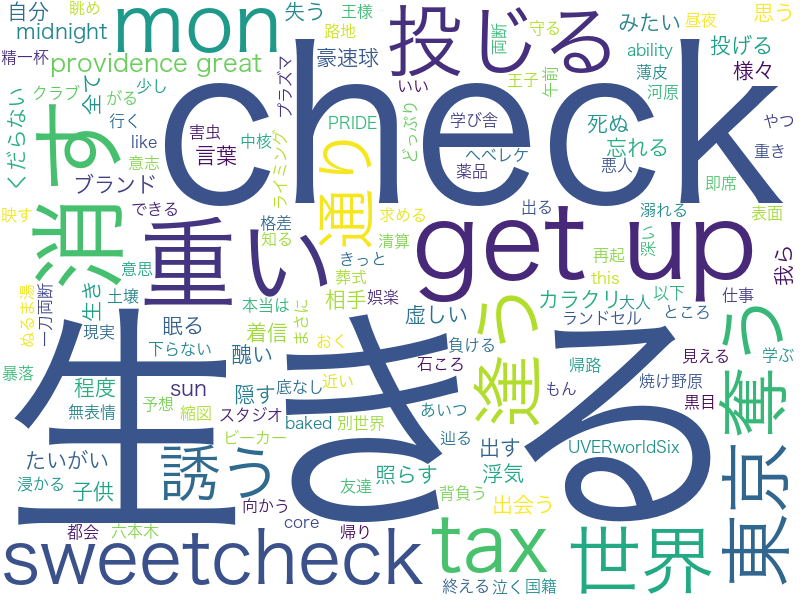 自分
眺め
midnight
精一杯
クラブ
くだらない
全て
少し
がる
行く
mon
providence great
失う
王様
路地
豪速球
プラズマ
投じる
両断
守る
王子
午前
いい
どっぷり
みたい
昼夜
思う
ability
投げる
薄皮
様々
河原
check
like
害虫
意志
言葉
中核
ライミング
PRIDE
学び舎
ヘベレケ
薬品
死ぬ
忘れる
悪人
やつ
重き
即席
消す
ブランド
できる
格差
知る
通り
求める
清算
出る
溺れる
表面
映す
重い
get up
きっと
再起
this
我ら
ぬるま湯
一刀両断
意思
生き
土壌
本当は
まさに
葬式
相手
娯楽
カラクリ
大人
以下
仕事
現実
眠る
着信
おく
虚しい
逢う
ランドセル
ところ
奪う
下らない
醜い
近い
負ける
石ころ
帰路
見える
学ぶ
暴落
程度
sun
隠す
底なし
もん
焼け野原
黒目
無表情
予想
縮図
スタジオ
baked
別世界
あいつ
生きる
ビーカー
辿る
出す
UVERworldSix
たいがい
誘う
照らす
浮気
浸かる
子供
友達
背負う
出会う
東京
向かう
都会
六本木
core
帰り
sweetcheck
tax
世界
終える
泣く
国籍